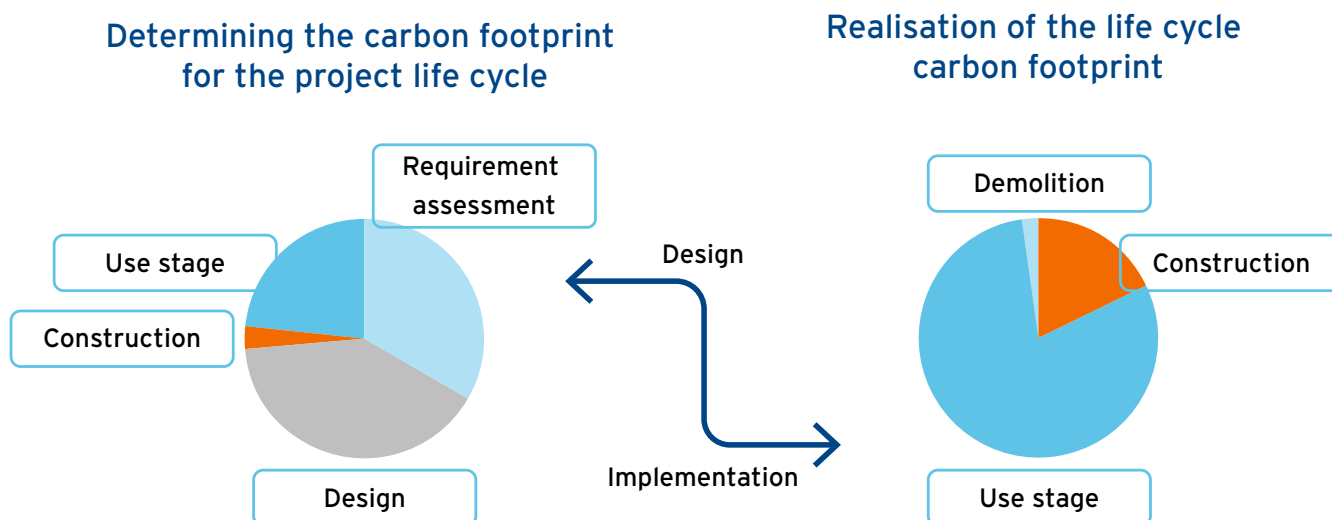 Determining the carbon footprint
for the project life cycle
Realisation of the life cycle
carbon footprint
Requirement
assessment
Use stage
Construction
Design
Design
Implementation
Demolition
Construction
Use stage